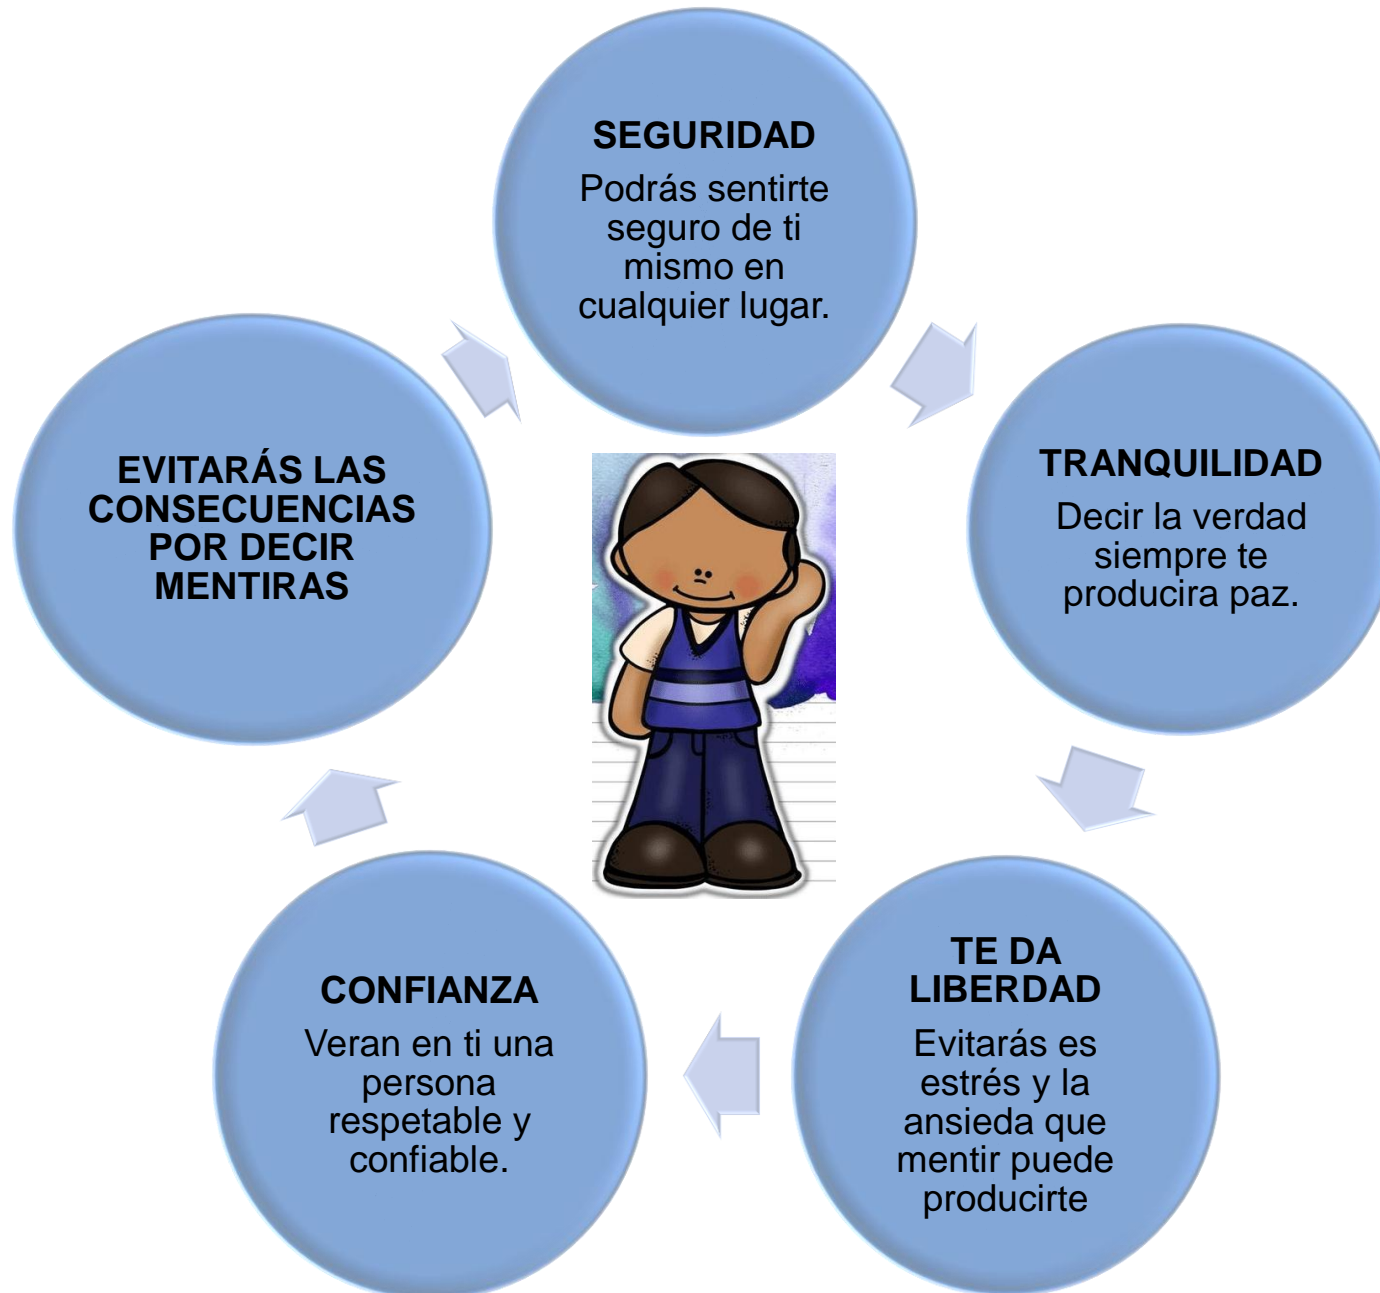 SEGURIDAD
Podrás sentirte
seguro de ti
mismo en
cualquier lugar.
TRANQUILIDAD
Decir la verdad
siempre te
producira paz.
TE DA
LIBERDAD
Evitarás es
estrés y la
ansieda que
mentir puede
producirte
CONFIANZA
Veran en ti una
persona
respetable y
confiable.
EVITARÁS LAS
CONSECUENCIAS
POR DECIR
MENTIRAS